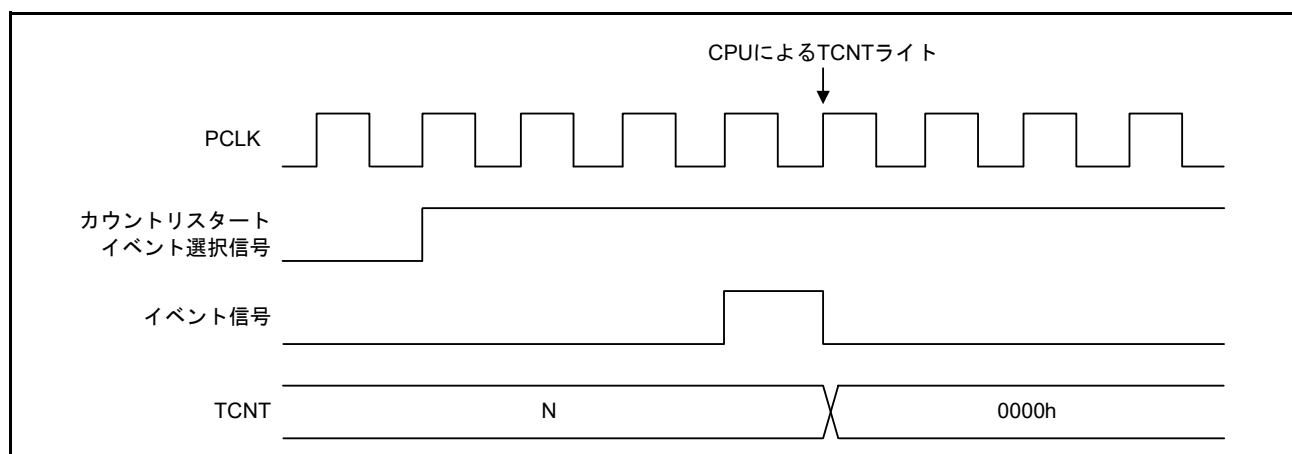 CPUによるTCNTライト
PCLK
カウントリスタート
イベント選択信号
イベント信号
TCNT
N
0000h